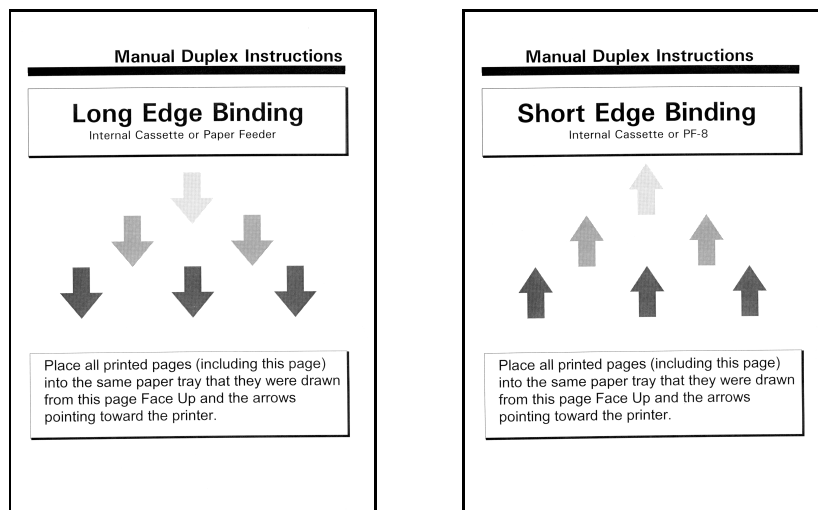 Manual Duplex Instructions
Long Edge Binding
Internal Cassette or Paper Feeder
Place all printed pages (including this page)
into the same paper tray that they were drawn
from this page Face Up and the arrows
pointing toward the printer.
Manual Duplex Instructions
Short Edge Binding
Internal Cassette or PF-8
Place all printed pages (including this page)
into the same paper tray that they were drawn
from this page Face Up and the arrows
pointing toward the printer.